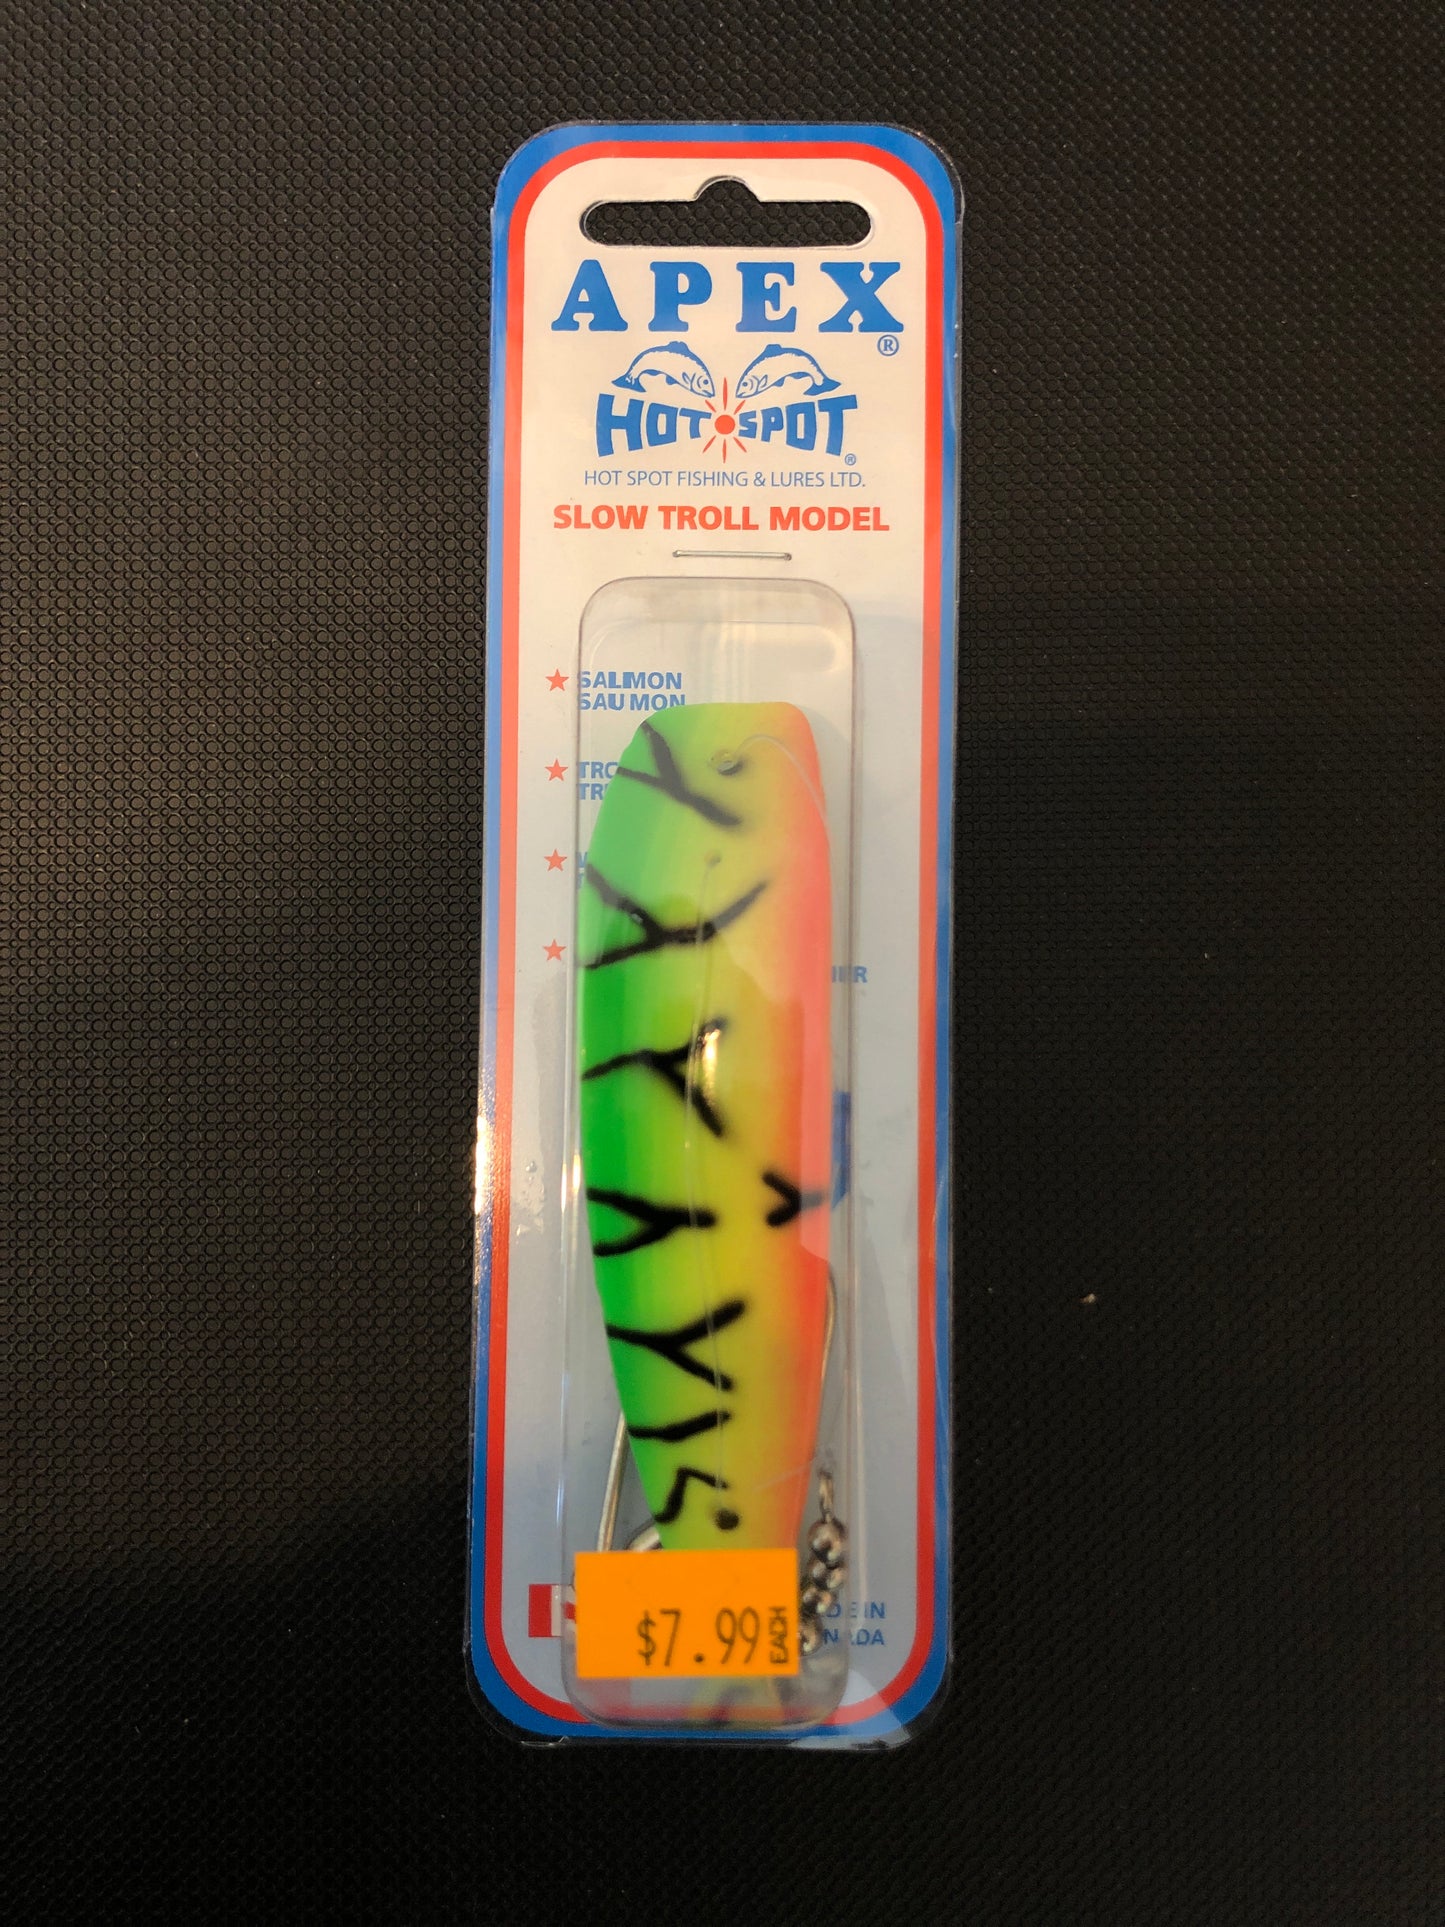 APEX
®
HOT SPOT
®
HOT SPOT FISHING & LURES LTD.
SLOW TROLL MODEL
SALMON
SAUMON
$7.99 EACH